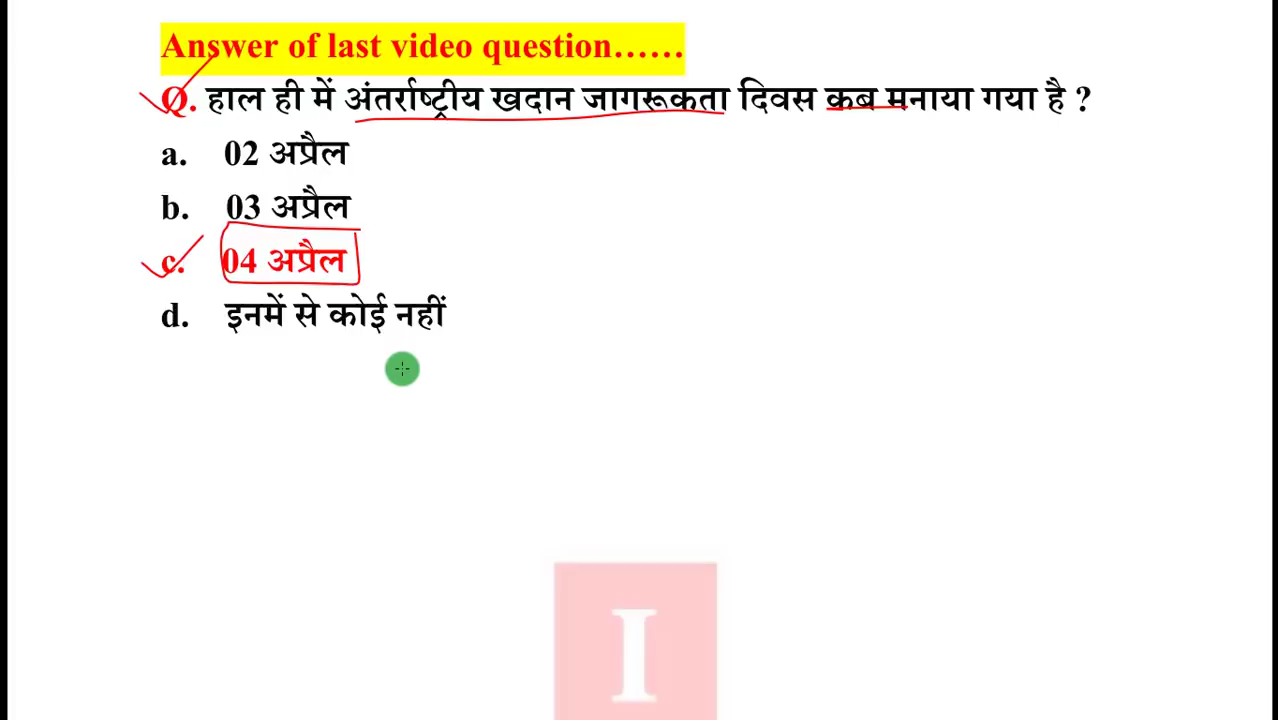 Answer of last video question……
Q. हाल ही में अंतर्राष्ट्रीय खदान जागरूकता दिवस कब मनाया गया है ?
a. 02 अप्रैल
b. 03 अप्रैल
c. 04 अप्रैल
d. इनमें से कोई नहीं
I